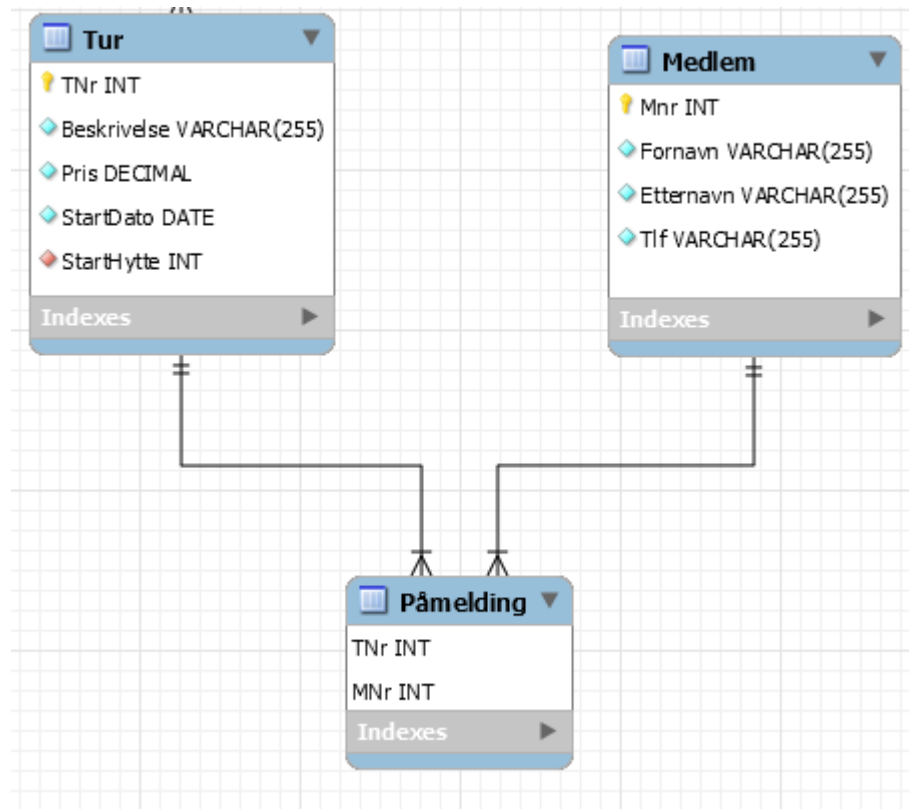 Tur
TNr INT
Beskrivelse VARCHAR(255)
Pris DECIMAL
StartDato DATE
StartHytte INT
Indexes
Medlem
Mnr INT
Fornavn VARCHAR(255)
Etternavn VARCHAR(255)
Tlf VARCHAR(255)
Indexes
Påmelding
TNr INT
MNr INT
Indexes